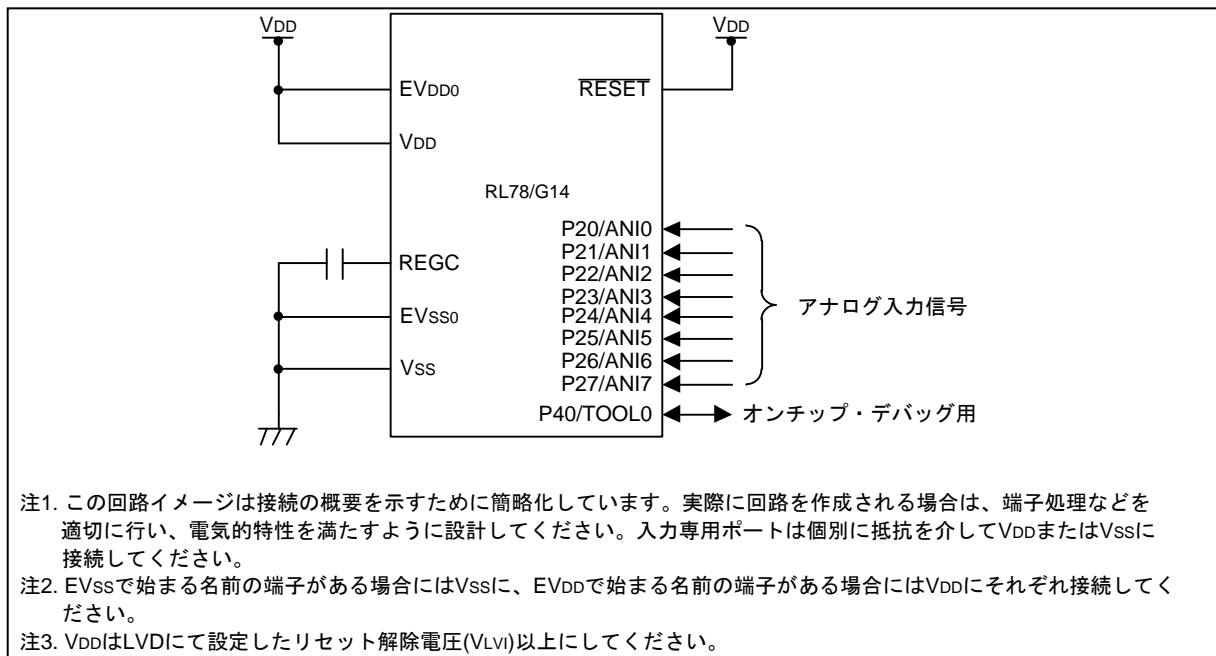 VDD
VDD
EVDD0
RESET
VDD
RL78/G14
P20/ANI0
P21/ANI1
REGC
P22/ANI2
P23/ANI3
アナログ入力信号
P24/ANI4
EVSS0
P25/ANI5
P26/ANI6
VSS
P27/ANI7
P40/TOOL0
オンチップ・デバッグ用
注1. この回路イメージは接続の概要を示すために簡略化しています。実際に回路を作成される場合は、端子処理などを
適切に行い、電気的特性を満たすように設計してください。入力専用ポートは個別に抵抗を介してVDDまたはVSSに
接続してください。
注2. EVSSで始まる名前の端子がある場合にはVSSに、EVDDで始まる名前の端子がある場合にはVDDにそれぞれ接続してく
ださい。
注3. VDDはLVDにて設定したリセット解除電圧(VLVI)以上にしてください。